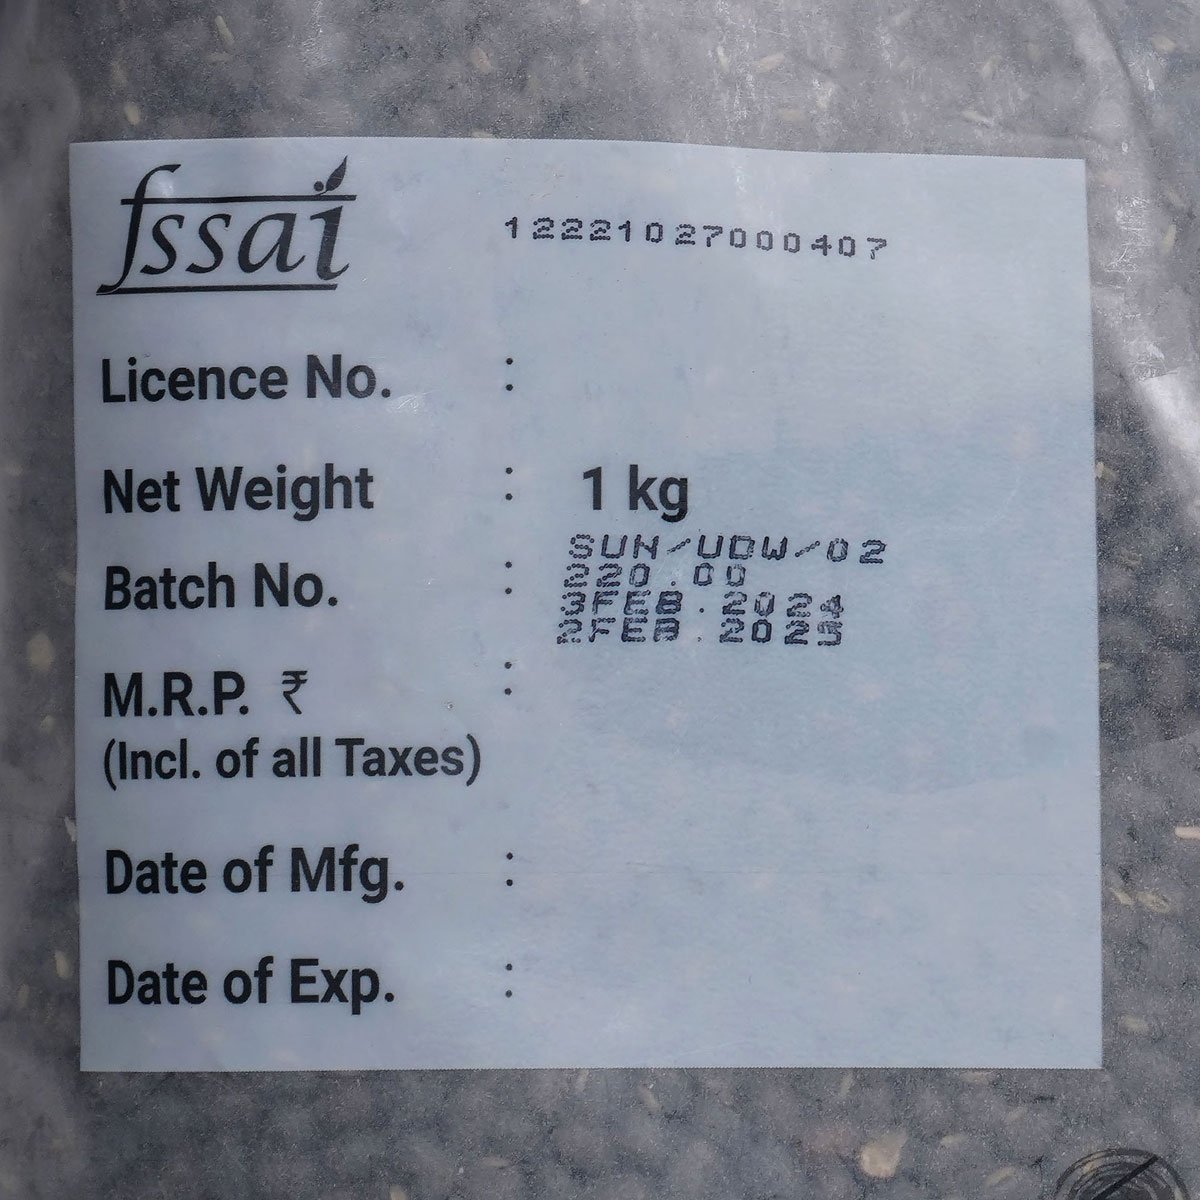 fssai 12221027000407
Licence No. :
Net Weight : 1 kg
SUN/UDW/02
Batch No. : 220.00
3FEB.2024
2FEB.2025
M.R.P. ₹ :
(Incl. of all Taxes)
Date of Mfg. :
Date of Exp. :